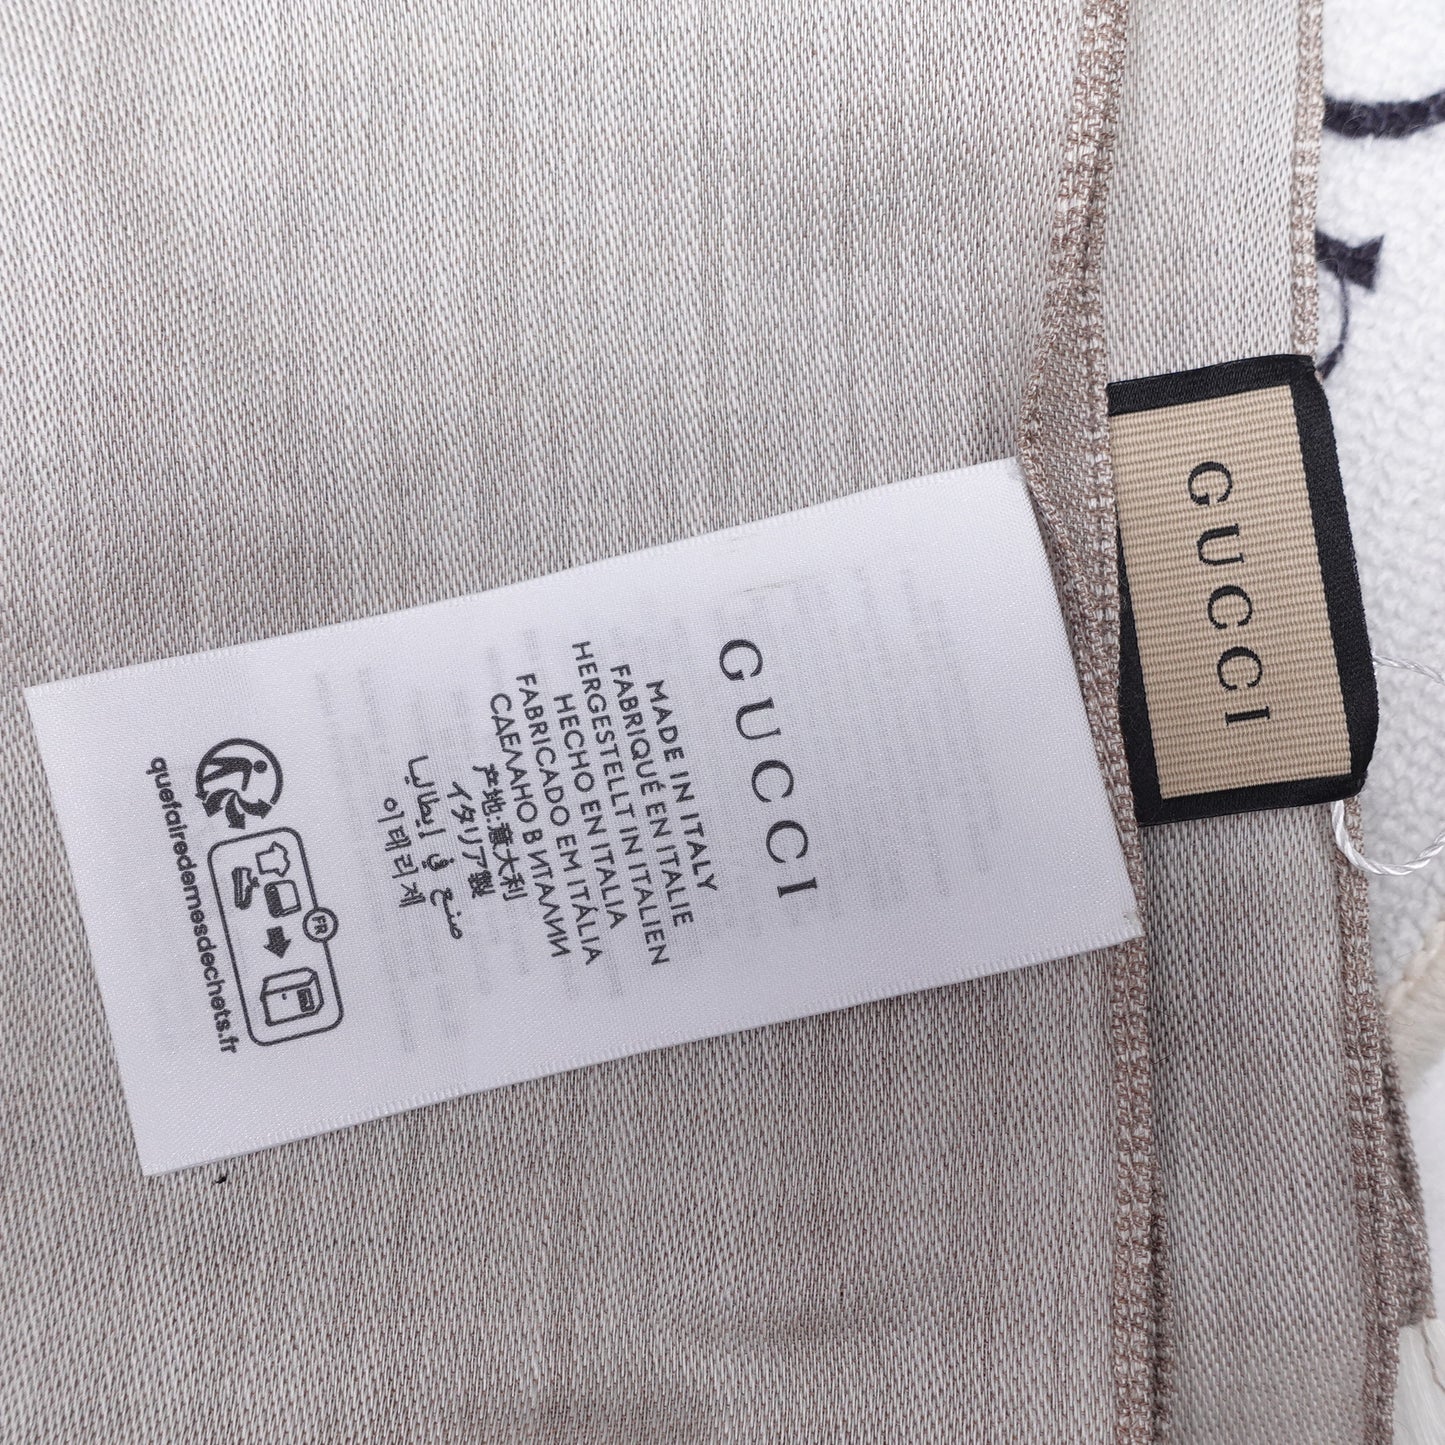 GUCCI
MADE IN ITALY
FABRIQUÉ EN ITALIE
HERGESTELLT IN ITALIEN
HECHO EN ITALIA
FABRICADO EM ITÁLIA
СДЕЛАНО В ИТАЛИИ
产地:意大利
イタリア製
صنع في إيطاليا
이태리제
FR
quefairedemesdechets.fr
GUCCI